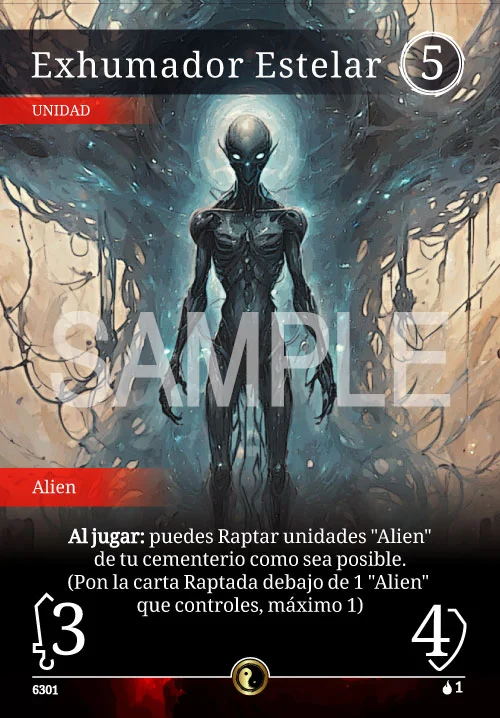 Exhumador Estelar
5
UNIDAD
SAMPLE
Alien
Al jugar: puedes Raptar unidades "Alien"
de tu cementerio como sea posible.
(Pon la carta Raptada debajo de 1 "Alien"
que controles, máximo 1)
3
4
6301
1